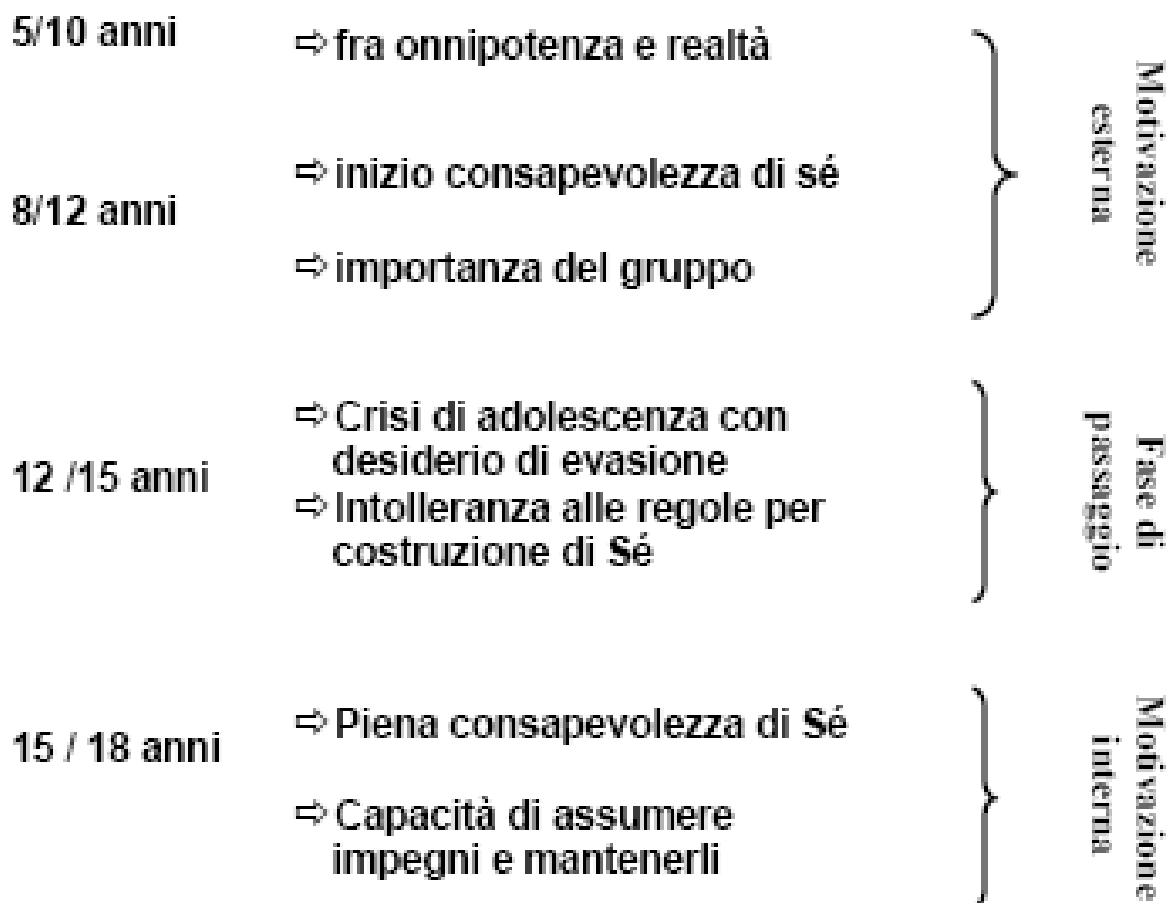 5/10 anni
⇨ fra onnipotenza e realtà
⇨ inizio consapevolezza di sé
8/12 anni
⇨ importanza del gruppo
Motivazione
esterna
⇨ Crisi di adolescenza con
desiderio di evasione
12 /15 anni
⇨ Intolleranza alle regole per
costruzione di Sé
Fase di
passaggio
⇨ Piena consapevolezza di Sé
15 / 18 anni
⇨ Capacità di assumere
impegni e mantenerli
Motivazione
interna